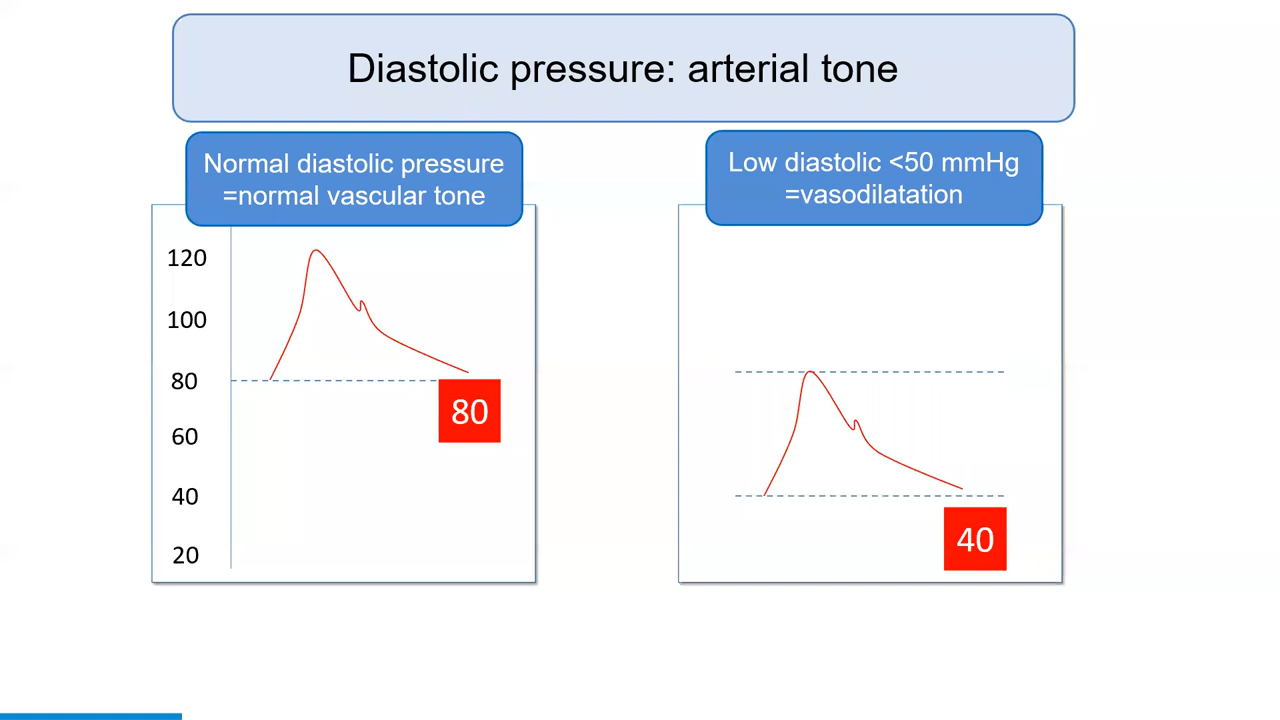 Diastolic pressure: arterial tone
Normal diastolic pressure
=normal vascular tone
120
100
80
60
40
20
80
Low diastolic <50 mmHg
=vasodilatation
40